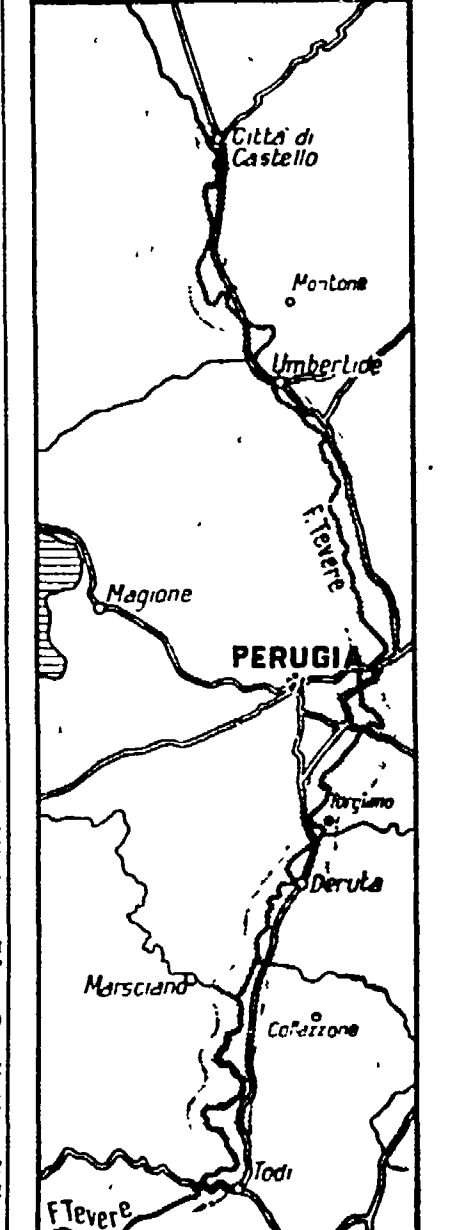 Città di
Castello
Montone
Umbertide
F. Tevere
Magione
PERUGIA
Torgiano
Deruta
Marsciano
Collazzone
Todi
F. Tevere